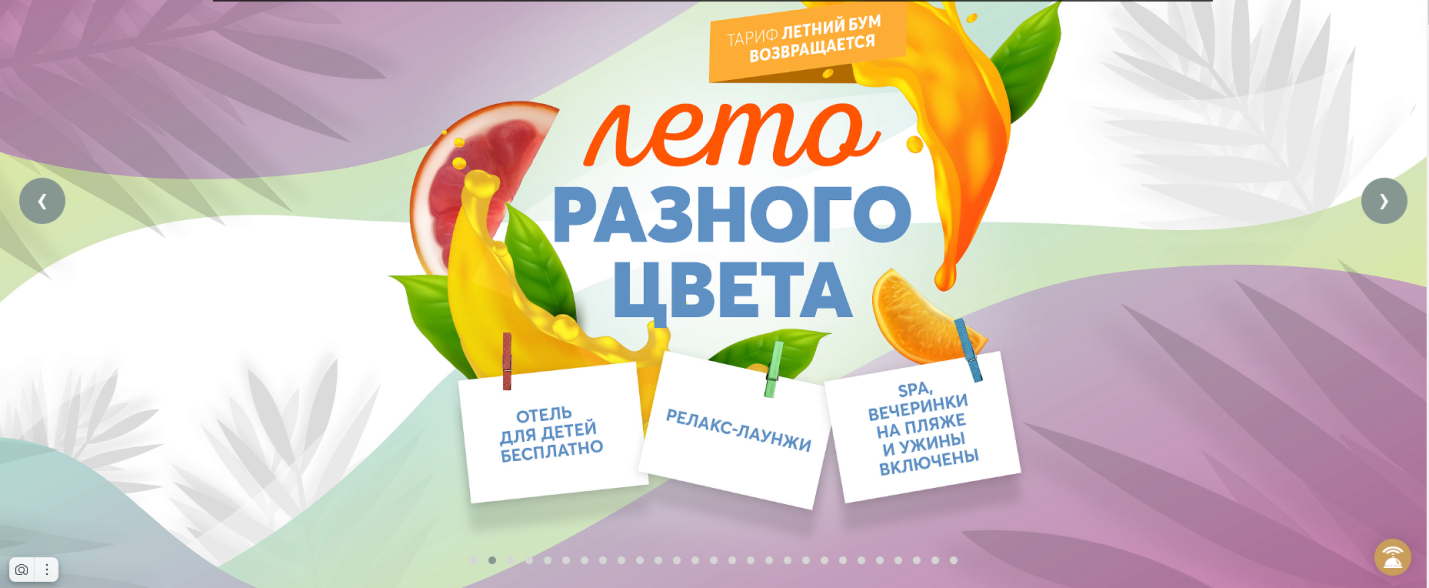 ТАРИФ ЛЕТНИЙ БУМ
ВОЗВРАЩАЕТСЯ
лето
РАЗНОГО
ЦВЕТА
ОТЕЛЬ
ДЛЯ ДЕТЕЙ
БЕСПЛАТНО
РЕЛАКС-ЛАУНЖИ
SPA,
ВЕЧЕРИНКИ
НА ПЛЯЖЕ
И УЖИНЫ
ВКЛЮЧЕНЫ